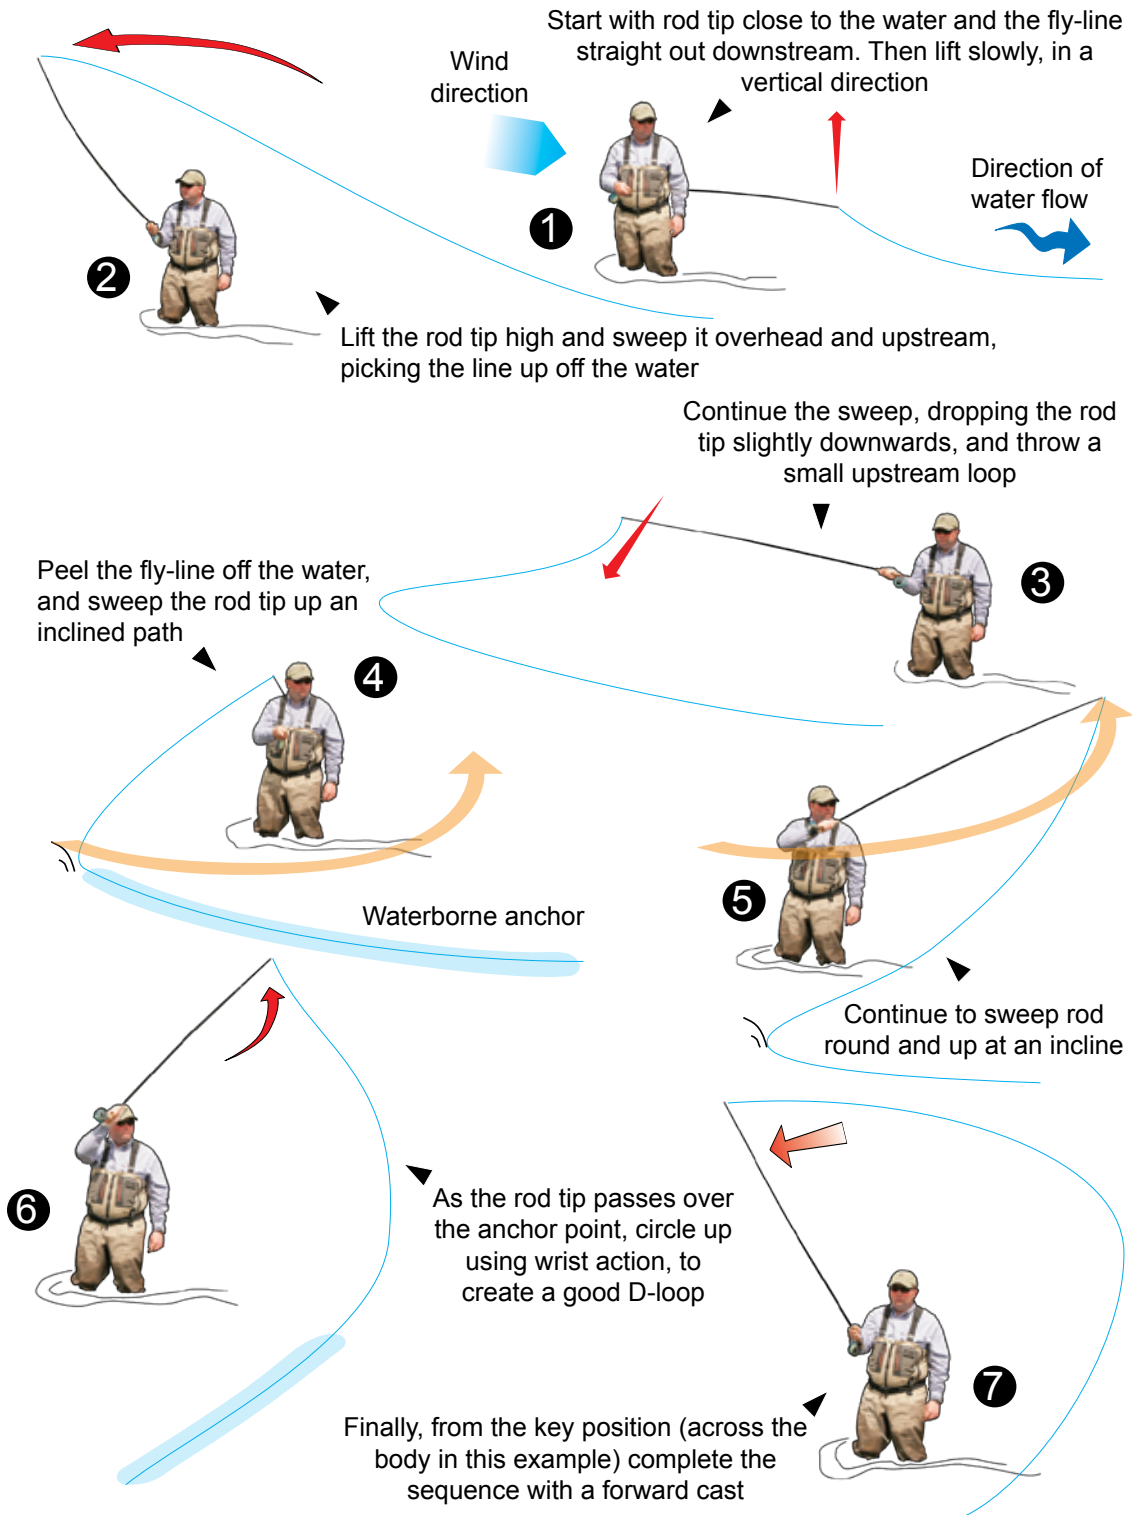 Start with rod tip close to the water and the fly-line
straight out downstream. Then lift slowly, in a
vertical direction
Wind
direction
Direction of
water flow
1
2
Lift the rod tip high and sweep it overhead and upstream,
picking the line up off the water
Continue the sweep, dropping the rod
tip slightly downwards, and throw a
small upstream loop
3
Peel the fly-line off the water,
and sweep the rod tip up an
inclined path
4
Waterborne anchor
5
Continue to sweep rod
round and up at an incline
6
As the rod tip passes over
the anchor point, circle up
using wrist action, to
create a good D-loop
7
Finally, from the key position (across the
body in this example) complete the
sequence with a forward cast